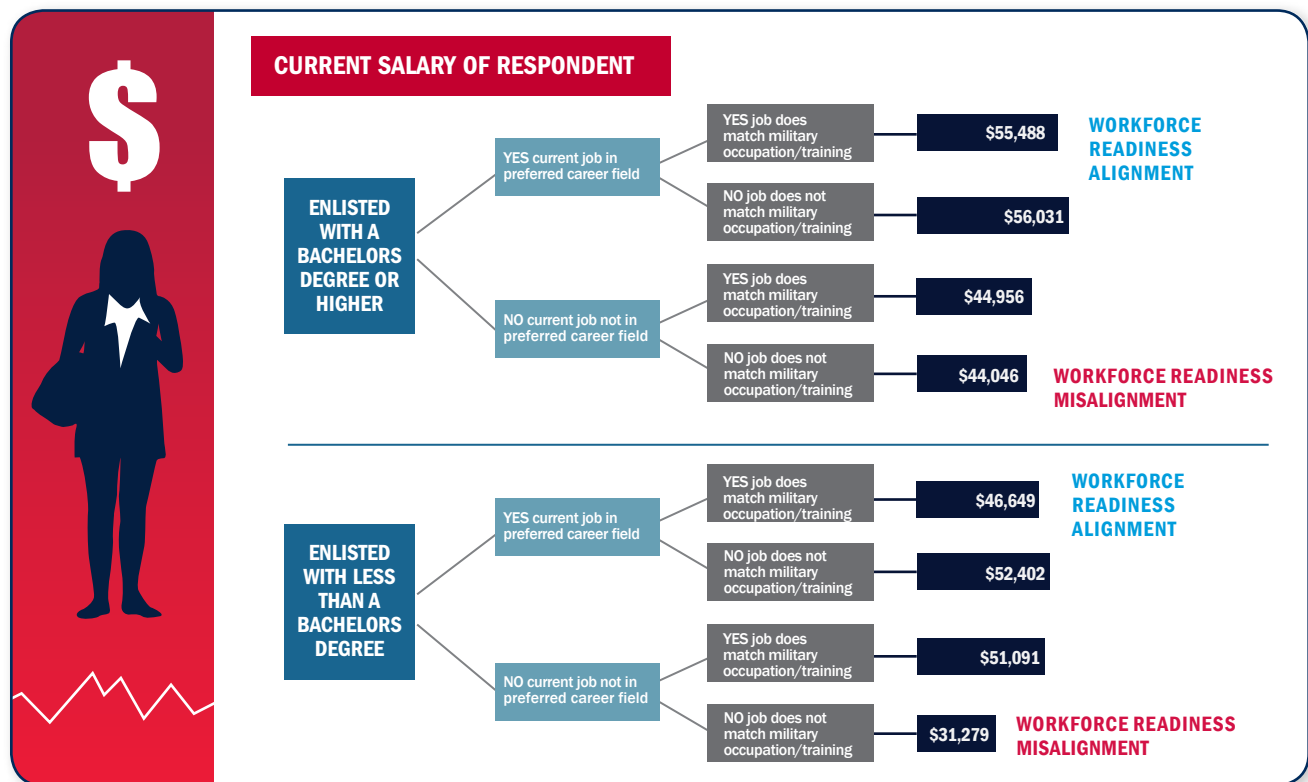 $
CURRENT SALARY OF RESPONDENT
ENLISTED
WITH A
BACHELORS
DEGREE OR
HIGHER
YES current job in
preferred career field
YES job does
match military
occupation/training
$55,488
WORKFORCE
READINESS
ALIGNMENT
NO job does not
match military
occupation/training
$56,031
NO current job not in
preferred career field
YES job does
match military
occupation/training
$44,956
NO job does not
match military
occupation/training
$44,046
WORKFORCE READINESS
MISALIGNMENT
ENLISTED
WITH LESS
THAN A
BACHELORS
DEGREE
YES current job in
preferred career field
YES job does
match military
occupation/training
$46,649
WORKFORCE
READINESS
ALIGNMENT
NO job does not
match military
occupation/training
$52,402
NO current job not in
preferred career field
YES job does
match military
occupation/training
$51,091
NO job does not
match military
occupation/training
$31,279
WORKFORCE READINESS
MISALIGNMENT